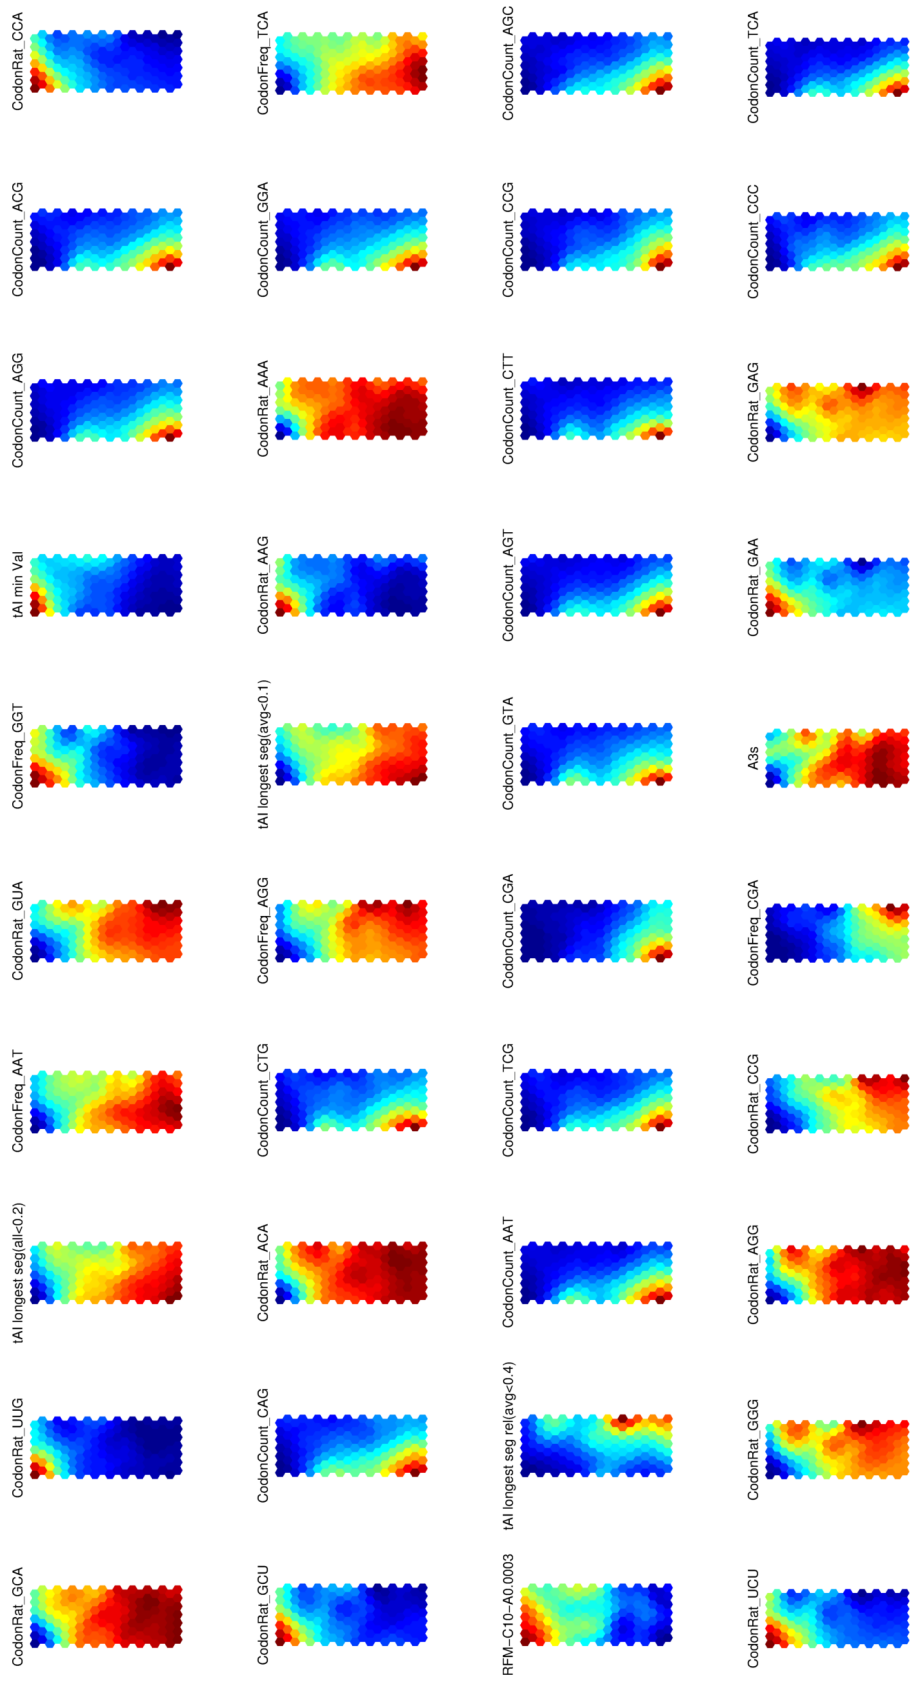 CodonRat_GCA
CodonRat_UUG
tAI longest seg(all<0.2)
CodonFreq_AAT
CodonRat_GUA
CodonFreq_GGT
tAI min Val
CodonCount_AGG
CodonCount_ACG
CodonRat_CCA
CodonRat_GCU
CodonCount_CAG
CodonRat_ACA
CodonCount_CTG
CodonFreq_AGG
tAI longest seg(avg<0.1)
CodonRat_AAG
CodonRat_AAA
CodonCount_GGA
CodonFreq_TCA
RFM−C10−A0.0003
tAI longest seg rel(avg<0.4)
CodonCount_AAT
CodonCount_TCG
CodonCount_CGA
CodonCount_GTA
CodonCount_AGT
CodonCount_CTT
CodonCount_CCG
CodonCount_AGC
CodonRat_UCU
CodonRat_GGG
CodonRat_AGG
CodonRat_CCG
CodonFreq_CGA
A3s
CodonRat_GAA
CodonRat_GAG
CodonCount_CCC
CodonCount_TCA